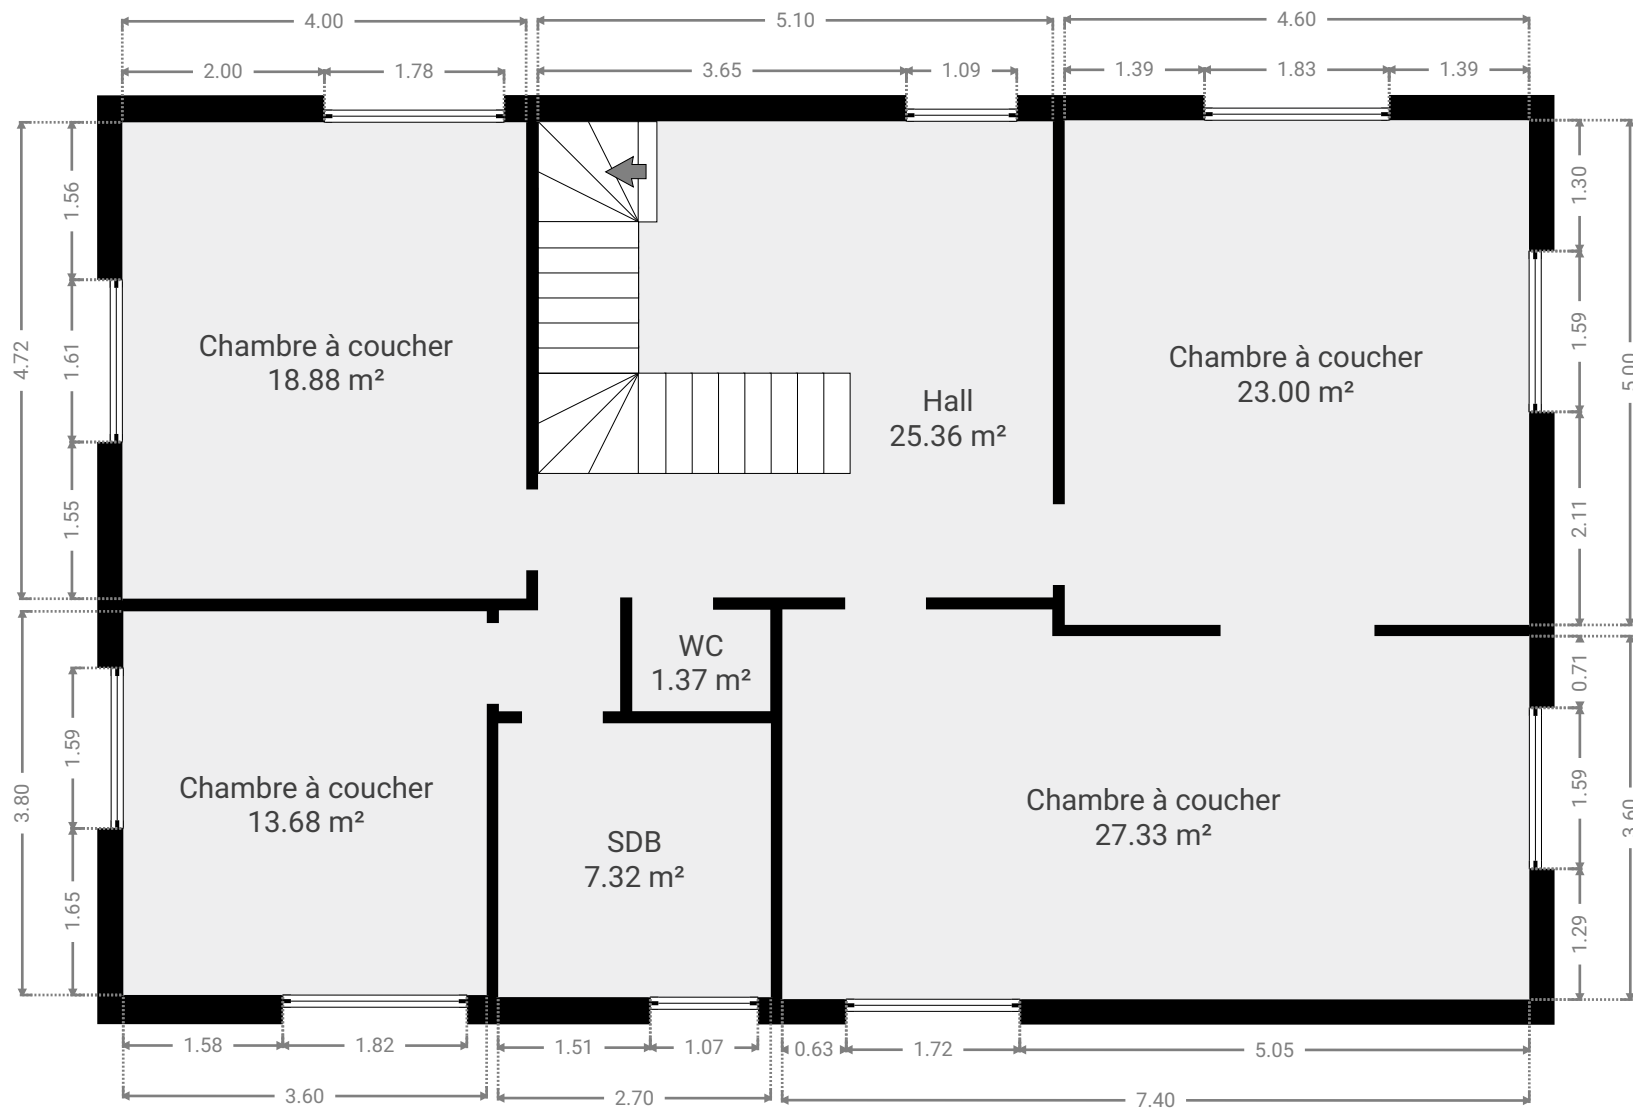 4.00
5.10
4.60
2.00
1.78
3.65
1.09
1.39
1.83
1.39
4.72
1.56
1.61
1.55
1.30
1.59
2.11
5.00
Chambre à coucher
18.88 m²
Hall
25.36 m²
Chambre à coucher
23.00 m²
WC
1.37 m²
3.80
1.59
1.65
Chambre à coucher
13.68 m²
SDB
7.32 m²
Chambre à coucher
27.33 m²
0.71
1.59
1.29
3.60
1.58
1.82
1.51
1.07
0.63
1.72
5.05
3.60
2.70
7.40